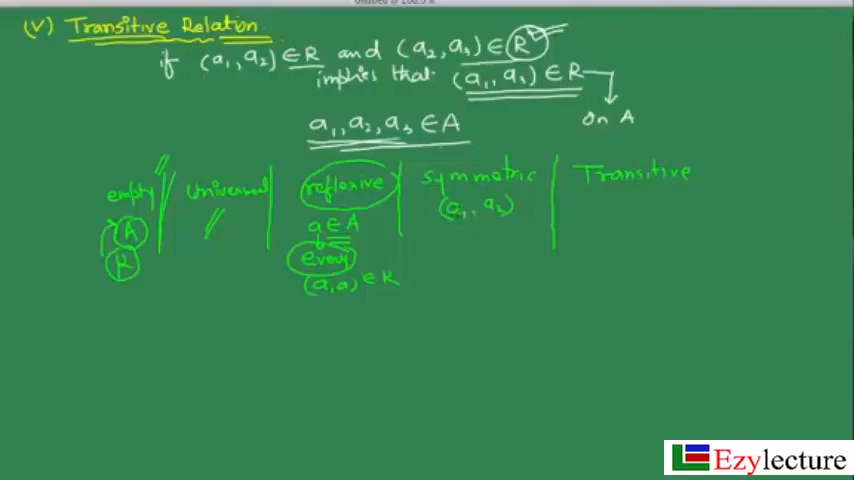 (V) Transitive Relation.
if (a₁, a₂) ∈ R and (a₂, a₃) ∈ R
implies that (a₁, a₃) ∈ R
on A
a₁, a₂, a₃ ∈ A
empty universal reflexive symmetric Transitive
A a ∈ A (a₁, a₂)
R every
(a, a) ∈ R
Ezylecture